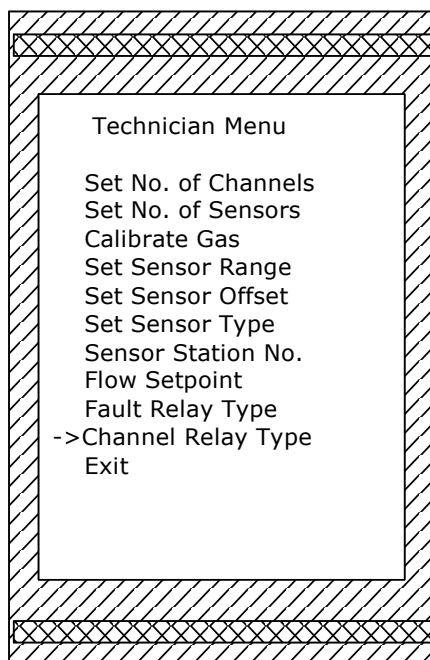 Technician Menu
Set No. of Channels
Set No. of Sensors
Calibrate Gas
Set Sensor Range
Set Sensor Offset
Set Sensor Type
Sensor Station No.
Flow Setpoint
Fault Relay Type
->Channel Relay Type
Exit